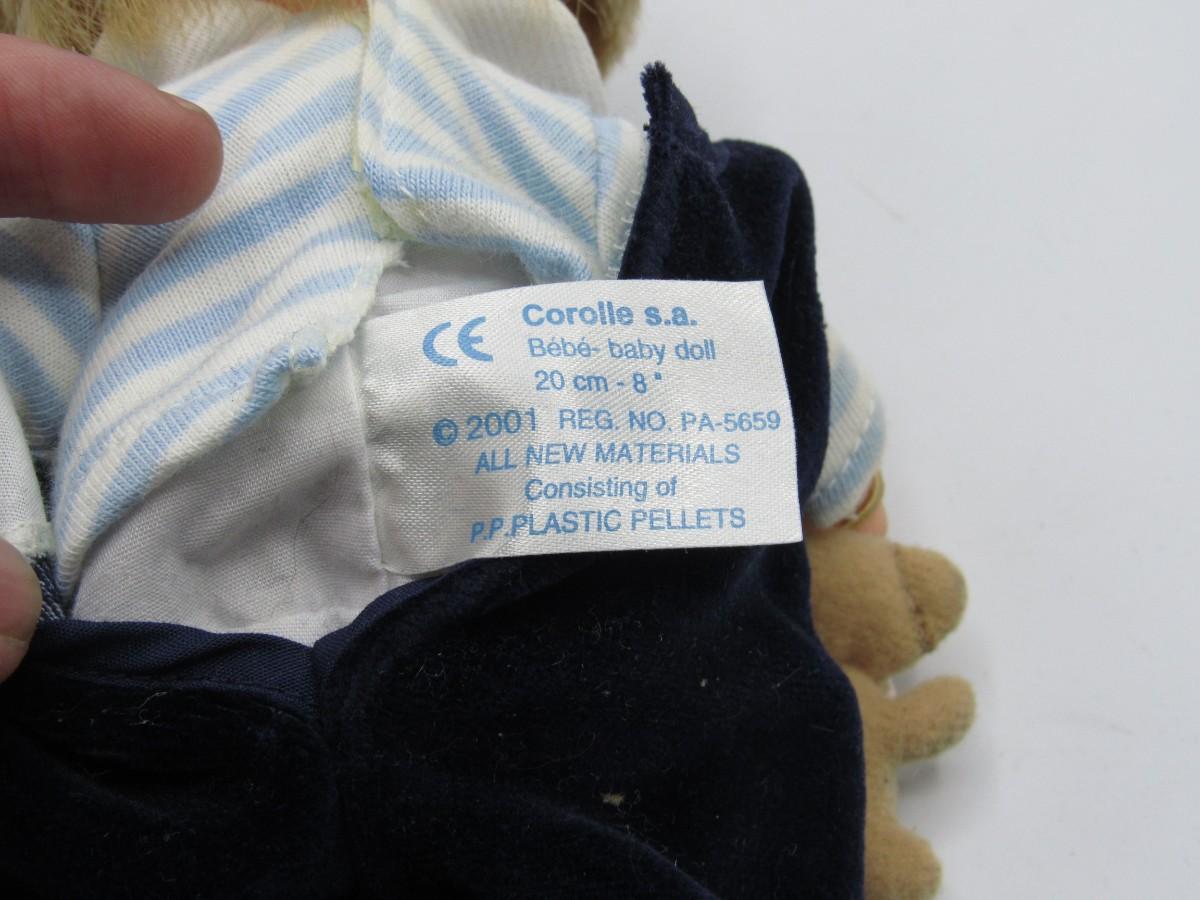 CE Corolle s.a.
Bébé- baby doll
20 cm - 8"
© 2001 REG. NO. PA-5659
ALL NEW MATERIALS
Consisting of
P.P.PLASTIC PELLETS